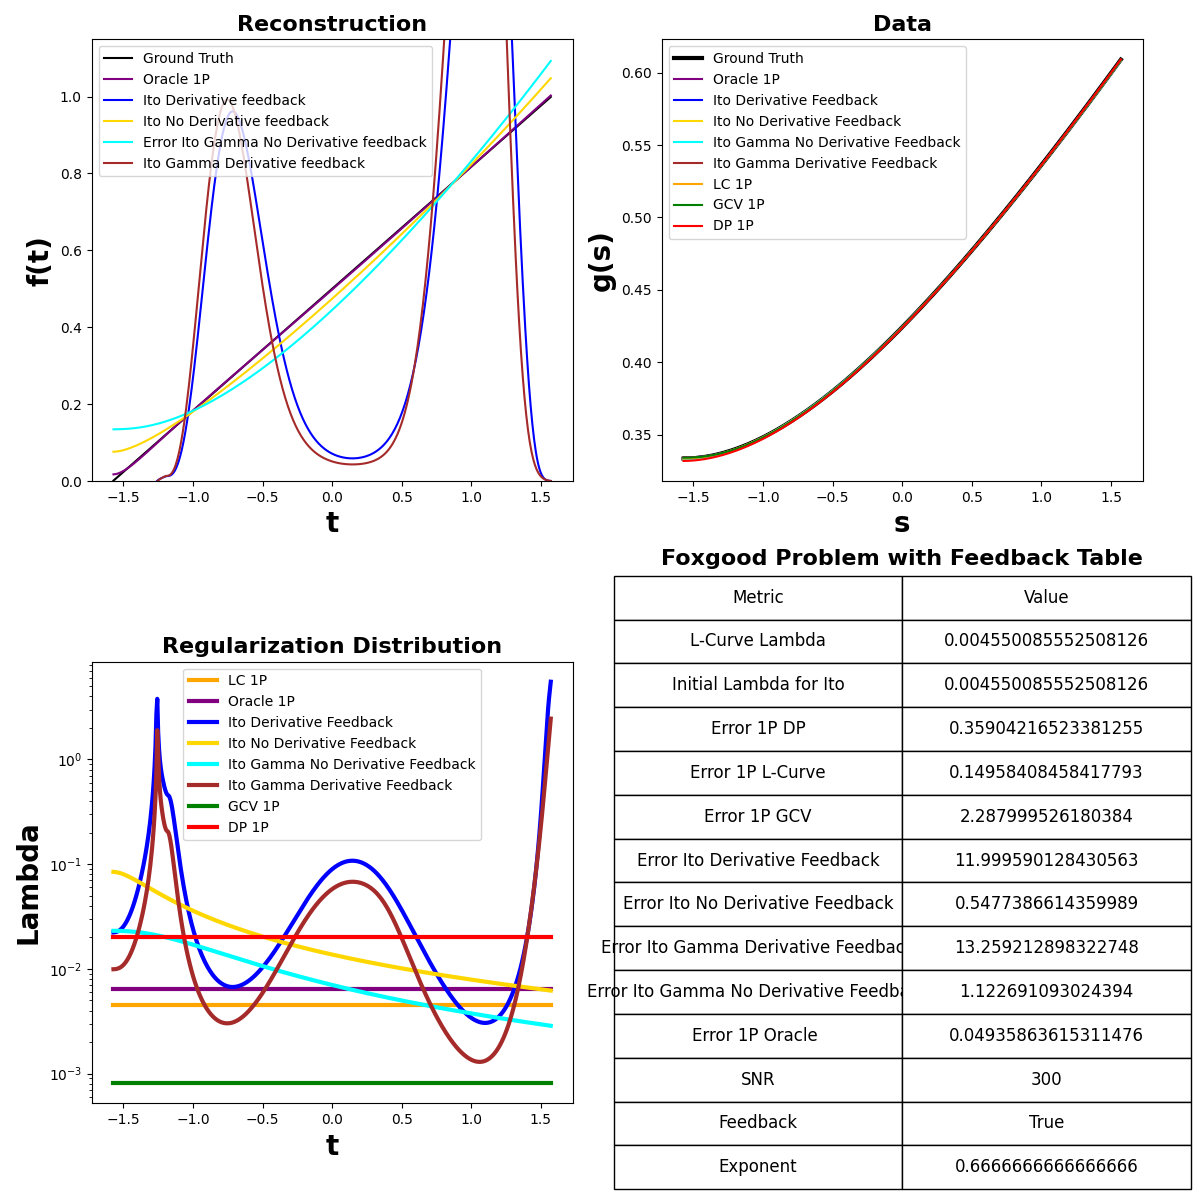 Reconstruction
Ground Truth
Oracle 1P
Ito Derivative feedback
Ito No Derivative feedback
Error Ito Gamma No Derivative feedback
Ito Gamma Derivative feedback
f(t)
1.0
0.8
0.6
0.4
0.2
0.0
−1.5 −1.0 −0.5 0.0 0.5 1.0 1.5
t
Data
Ground Truth
Oracle 1P
Ito Derivative Feedback
Ito No Derivative Feedback
Ito Gamma No Derivative Feedback
Ito Gamma Derivative Feedback
LC 1P
GCV 1P
DP 1P
g(s)
0.60
0.55
0.50
0.45
0.40
0.35
−1.5 −1.0 −0.5 0.0 0.5 1.0 1.5
s
Regularization Distribution
LC 1P
Oracle 1P
Ito Derivative Feedback
Ito No Derivative Feedback
Ito Gamma No Derivative Feedback
Ito Gamma Derivative Feedback
GCV 1P
DP 1P
Lambda
10⁰
10⁻¹
10⁻²
10⁻³
−1.5 −1.0 −0.5 0.0 0.5 1.0 1.5
t
Foxgood Problem with Feedback Table
Metric Value
L-Curve Lambda 0.004550085552508126
Initial Lambda for Ito 0.004550085552508126
Error 1P DP 0.35904216523381255
Error 1P L-Curve 0.14958408458417793
Error 1P GCV 2.287999526180384
Error Ito Derivative Feedback 11.999590128430563
Error Ito No Derivative Feedback 0.5477386614359989
Error Ito Gamma Derivative Feedbac 13.259212898322748
Error Ito Gamma No Derivative Feedba 1.122691093024394
Error 1P Oracle 0.04935863615311476
SNR 300
Feedback True
Exponent 0.6666666666666666